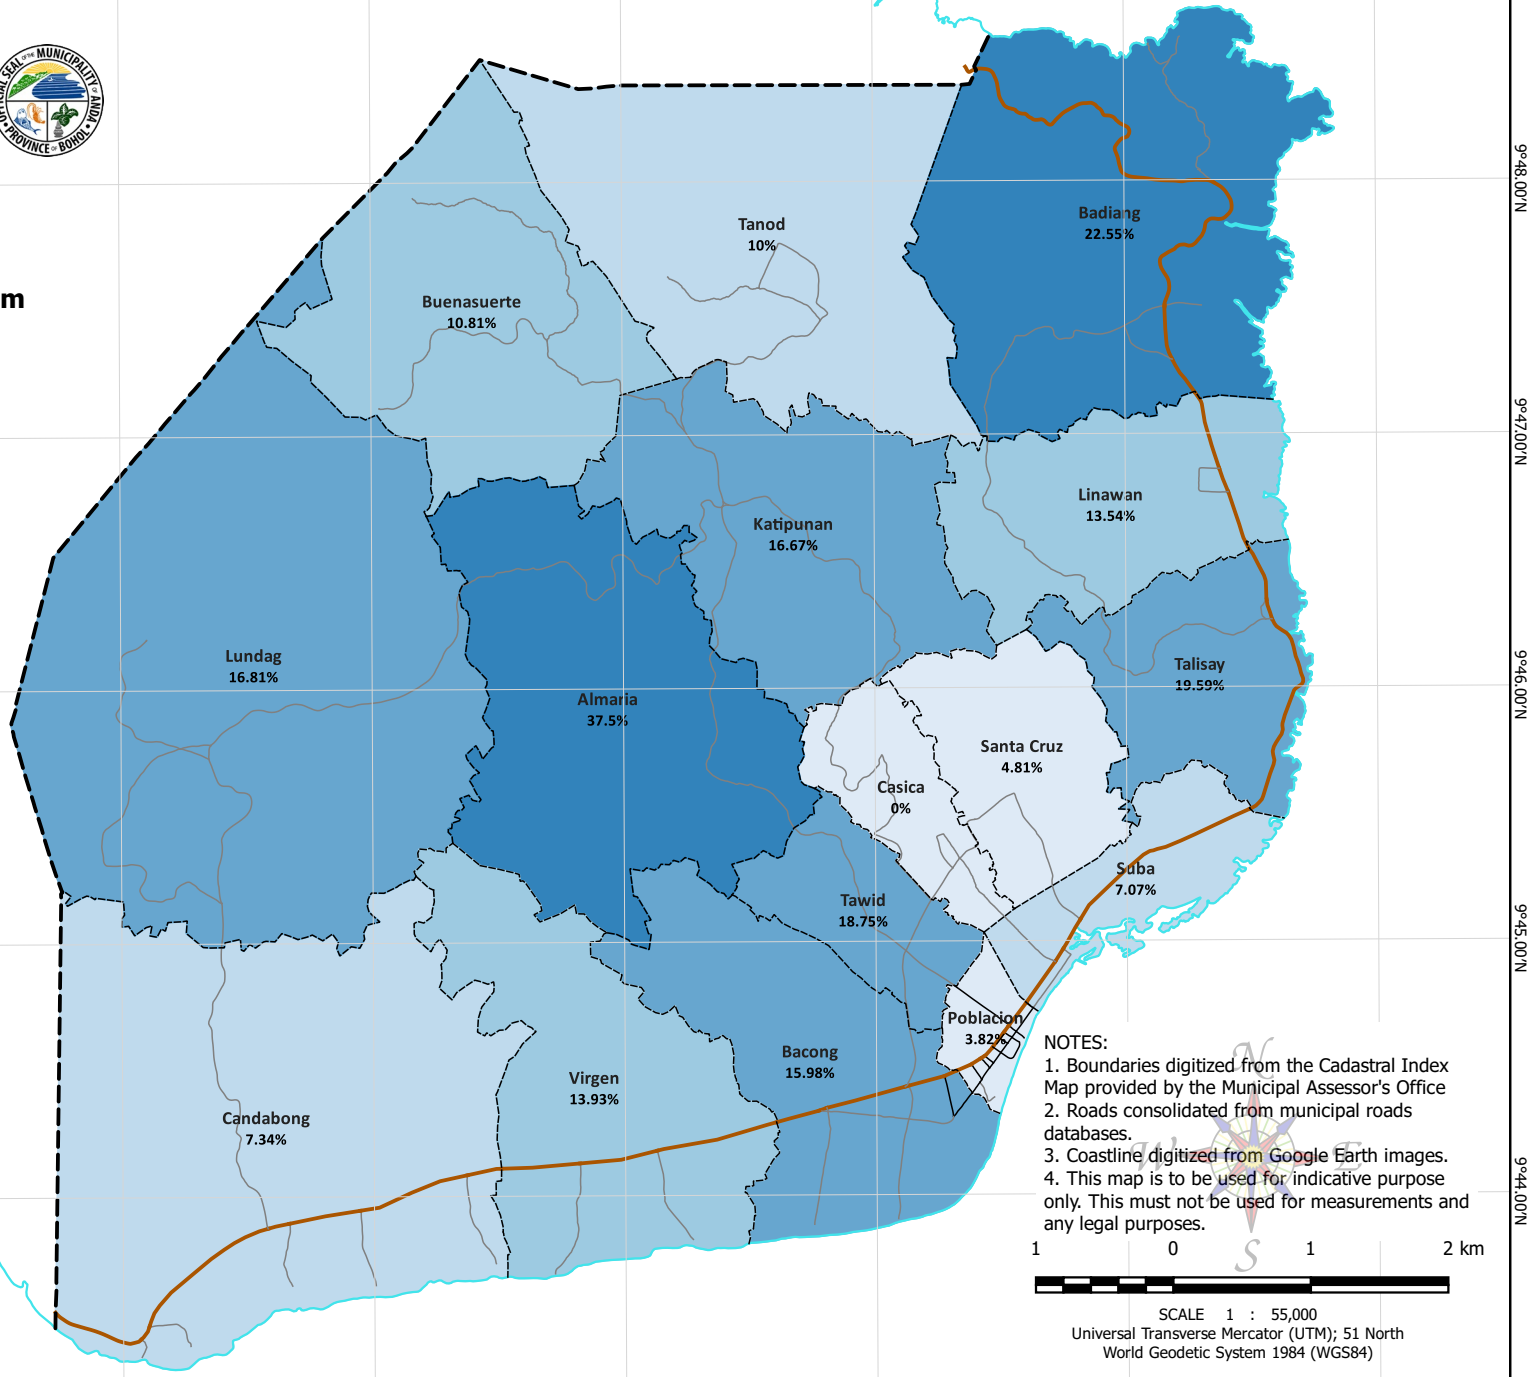 SEAL OF THE MUNICIPALITY OF ANDA
PROVINCE OF BOHOL
m
Tanod
10%
Badiang
22.55%
Buenasuerte
10.81%
Linawan
13.54%
Katipunan
16.67%
Lundag
16.81%
Almaria
37.5%
Talisay
19.59%
Santa Cruz
4.81%
Casica
0%
Suba
7.07%
Tawid
18.75%
Poblacion
3.82%
Bacong
15.98%
Virgen
13.93%
Candabong
7.34%
9°48.00'N
9°47.00'N
9°46.00'N
9°45.00'N
9°44.00'N
NOTES:
1. Boundaries digitized from the Cadastral Index
Map provided by the Municipal Assessor's Office
2. Roads consolidated from municipal roads
databases.
3. Coastline digitized from Google Earth images.
4. This map is to be used for indicative purpose
only. This must not be used for measurements and
any legal purposes.
N
W
E
S
1 0 1 2 km
SCALE 1 : 55,000
Universal Transverse Mercator (UTM); 51 North
World Geodetic System 1984 (WGS84)